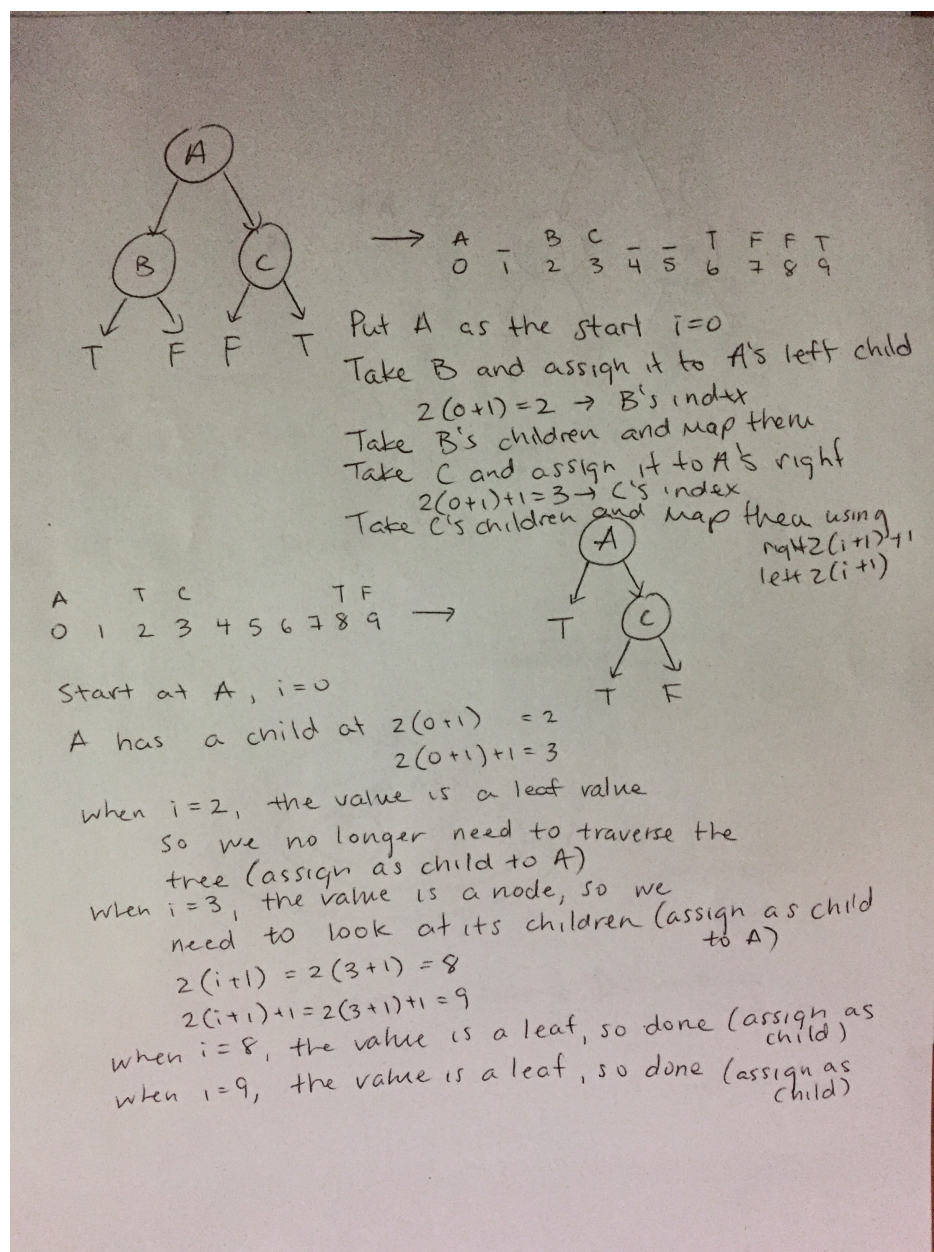 A
B C
T F F T
→ A _ B C _ _ T F F T
0 1 2 3 4 5 6 7 8 9
Put A as the start i=0
Take B and assign it to A's left child
2(0+1)=2 → B's index
Take B's children and map them
Take C and assign it to A's right
2(0+1)+1=3→ C's index
Take C's children and map them using
right 2(i+1)+1
left 2(i+1)
A T C T F
0 1 2 3 4 5 6 7 8 9 →
A
T C
T F
Start at A, i=0
A has a child at 2(0+1) = 2
2(0+1)+1=3
when i=2, the value is a leaf value
so we no longer need to traverse the
tree (assign as child to A)
when i=3, the value is a node, so we
need to look at its children (assign as child
to A)
2(i+1) = 2(3+1) = 8
2(i+1)+1=2(3+1)+1=9
when i=8, the value is a leaf, so done (assign as
child)
when i=9, the value is a leaf, so done (assign as
child)